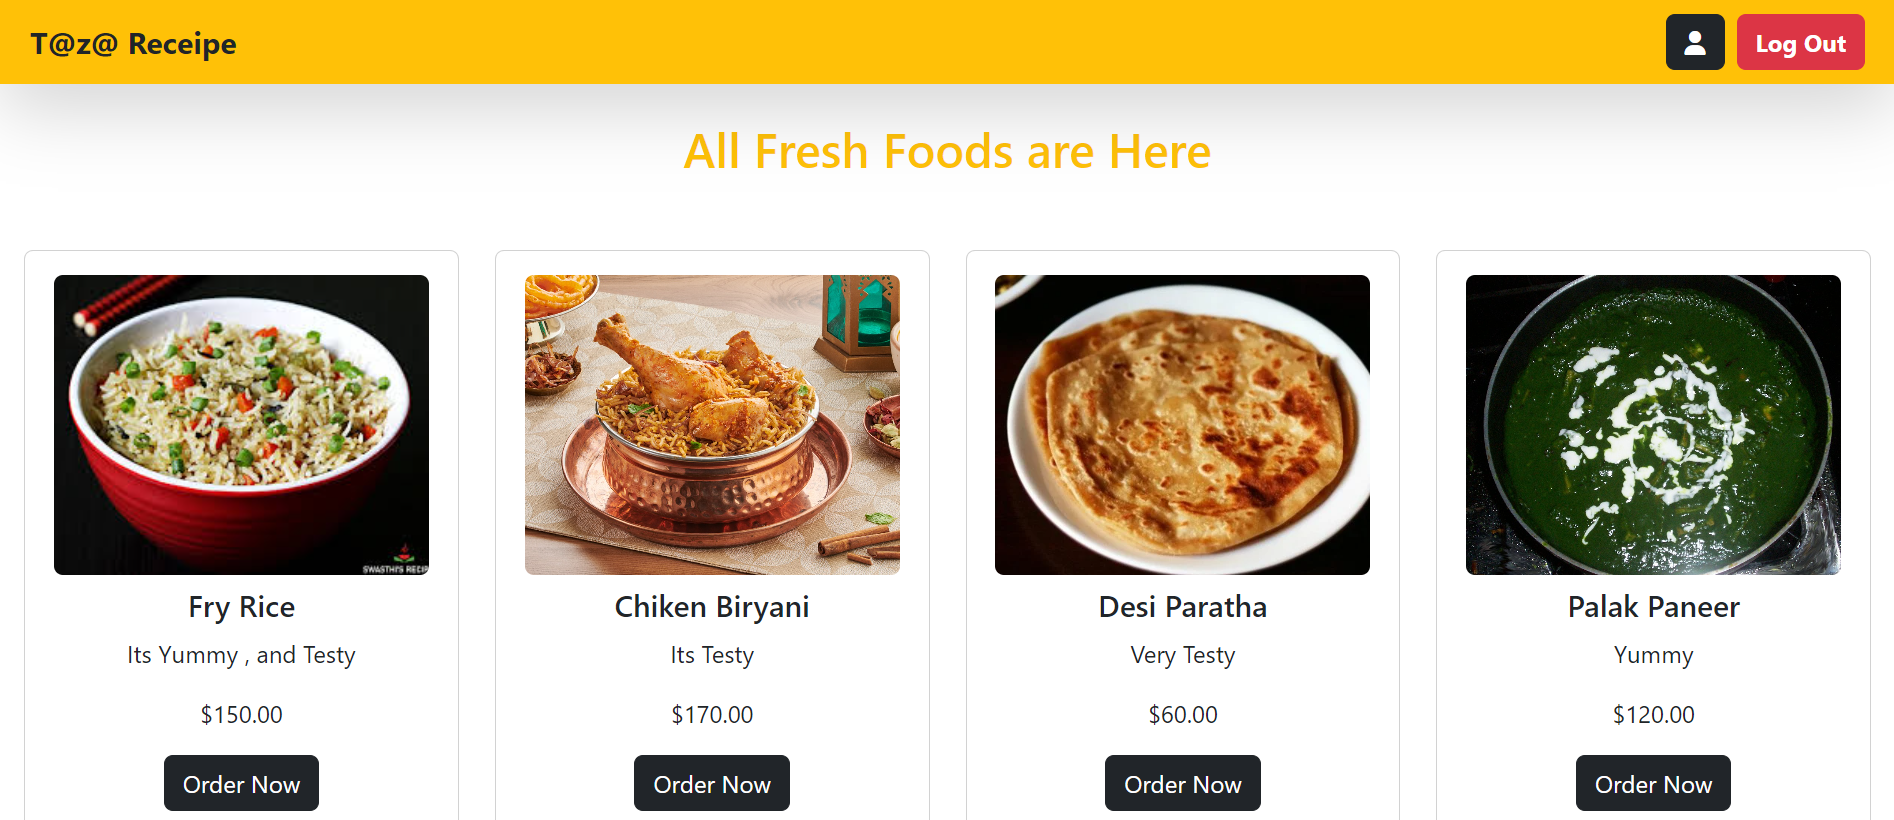 T@z@ Receipe
Log Out
All Fresh Foods are Here
SWASTHI'S RECIP
Fry Rice
Its Yummy , and Testy
$150.00
Order Now
Chiken Biryani
Its Testy
$170.00
Order Now
Desi Paratha
Very Testy
$60.00
Order Now
Palak Paneer
Yummy
$120.00
Order Now